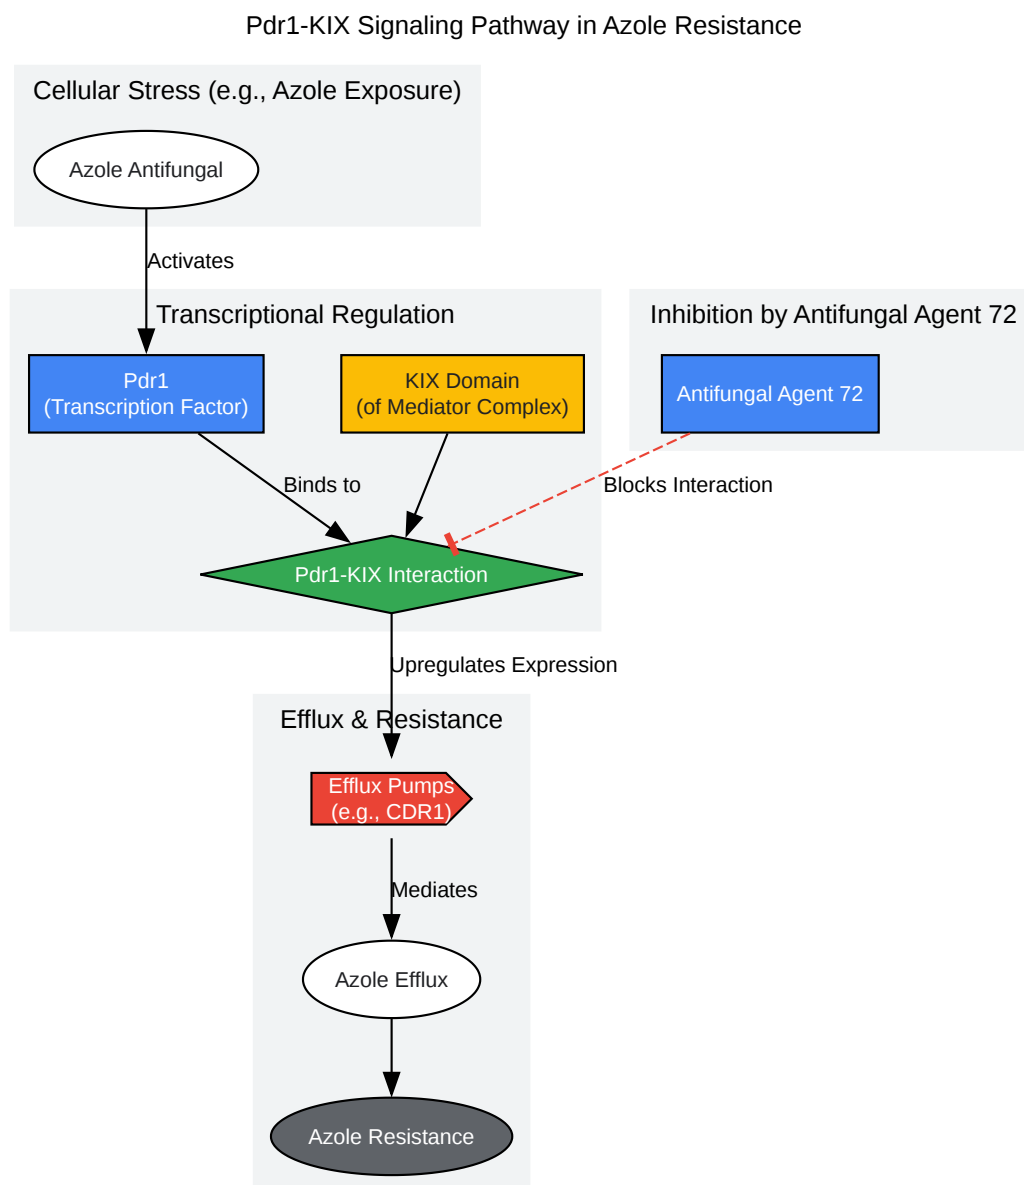 Pdr1-KIX Signaling Pathway in Azole Resistance
Cellular Stress (e.g., Azole Exposure)
Azole Antifungal
Activates
Transcriptional Regulation
Inhibition by Antifungal Agent 72
Pdr1
(Transcription Factor)
KIX Domain
(of Mediator Complex)
Antifungal Agent 72
Binds to
Blocks Interaction
Pdr1-KIX Interaction
Upregulates Expression
Efflux & Resistance
Efflux Pumps
(e.g., CDR1)
Mediates
Azole Efflux
Azole Resistance